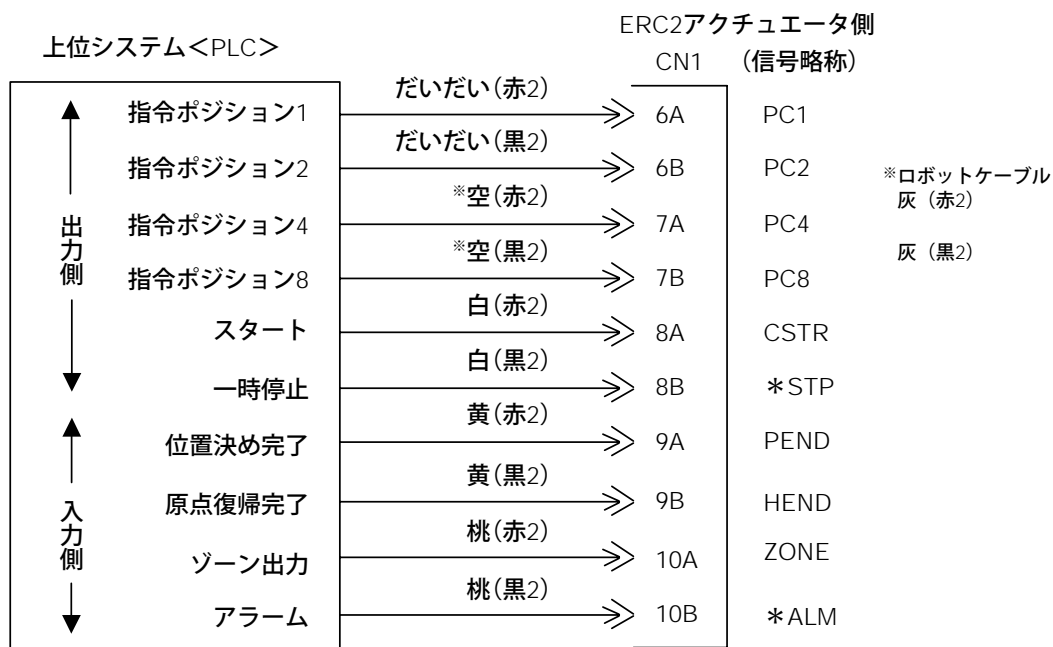 上位システム＜PLC＞
ERC2アクチュエータ側
CN1 （信号略称）
指令ポジション1 だいだい（赤2） 6A PC1
指令ポジション2 だいだい（黒2） 6B PC2
指令ポジション4 ※空（赤2） 7A PC4
指令ポジション8 ※空（黒2） 7B PC8
スタート 白（赤2） 8A CSTR
一時停止 白（黒2） 8B ＊STP
位置決め完了 黄（赤2） 9A PEND
原点復帰完了 黄（黒2） 9B HEND
ゾーン出力 桃（赤2） 10A ZONE
アラーム 桃（黒2） 10B ＊ALM
出力側
入力側
※ロボットケーブル
灰（赤2）
灰（黒2）